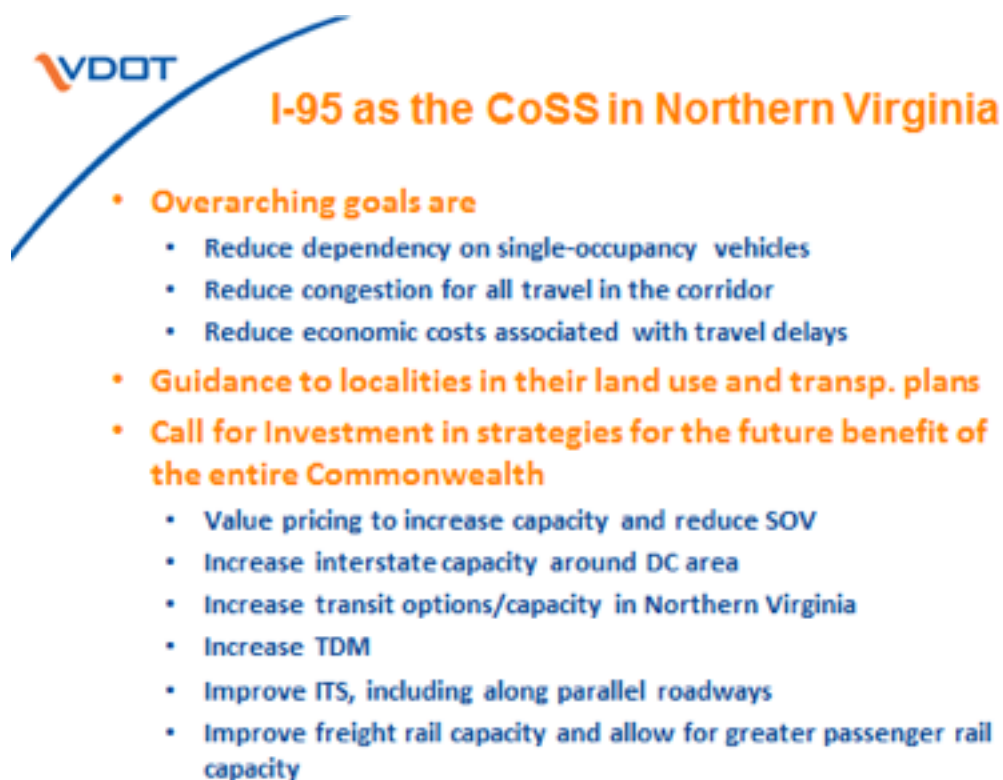 VDOT
I-95 as the CoSS in Northern Virginia
• Overarching goals are
• Reduce dependency on single-occupancy vehicles
• Reduce congestion for all travel in the corridor
• Reduce economic costs associated with travel delays
• Guidance to localities in their land use and transp. plans
• Call for Investment in strategies for the future benefit of
the entire Commonwealth
• Value pricing to increase capacity and reduce SOV
• Increase interstate capacity around DC area
• Increase transit options/capacity in Northern Virginia
• Increase TDM
• Improve ITS, including along parallel roadways
• Improve freight rail capacity and allow for greater passenger rail
capacity